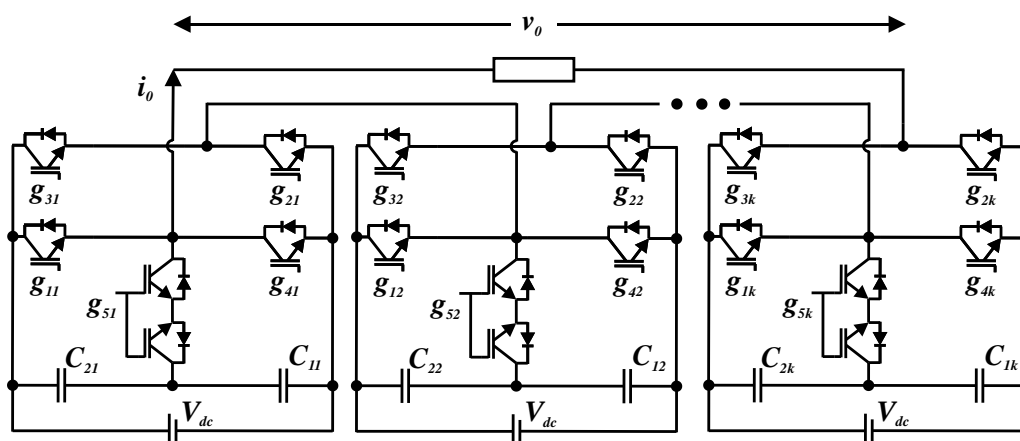 v0
i0
g31 g21 g32 g22 g3k g2k
g11 g41 g12 g42 g1k g4k
g51 g52 g5k
C21 C11 C22 C12 C2k C1k
Vdc Vdc Vdc